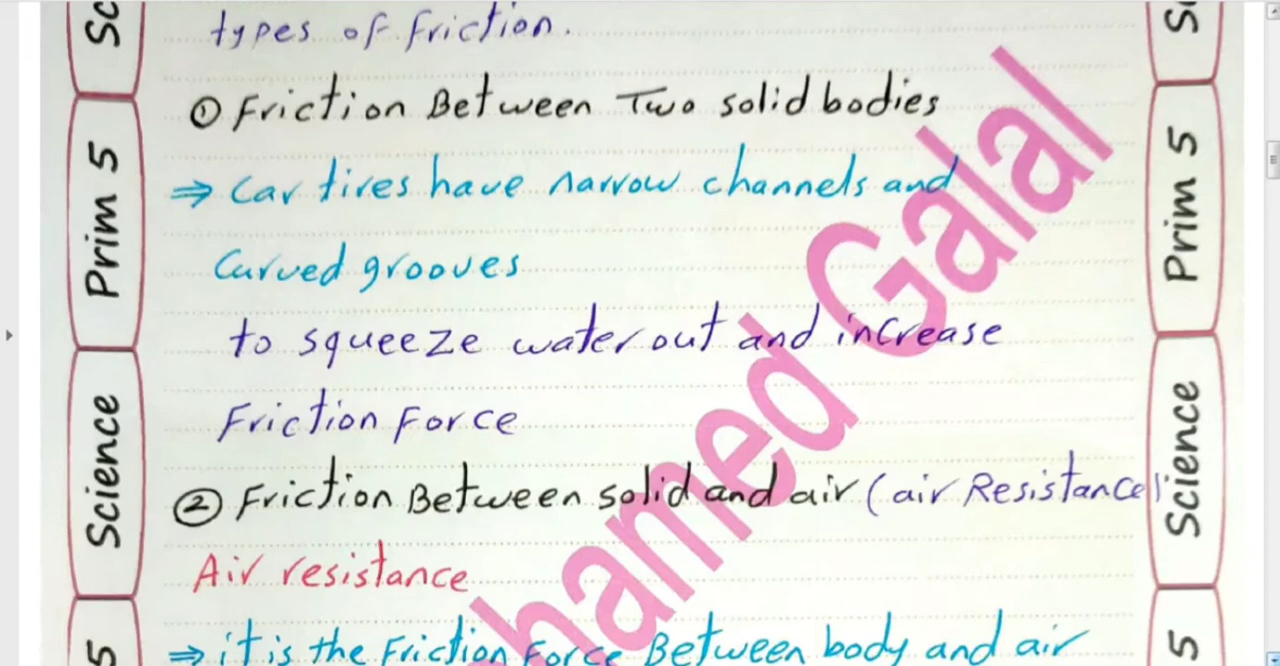 types of friction.
① Friction Between Two solid bodies
⇒ Car tires have narrow channels and
Curved grooves
to squeeze water out and increase
Friction Force
② Friction Between solid and air (air Resistance)
Air resistance
⇒ it is the Friction Force Between body and air
Sc
Prim 5
Science
5
Sc
Prim 5
Science
5
hamed Galal